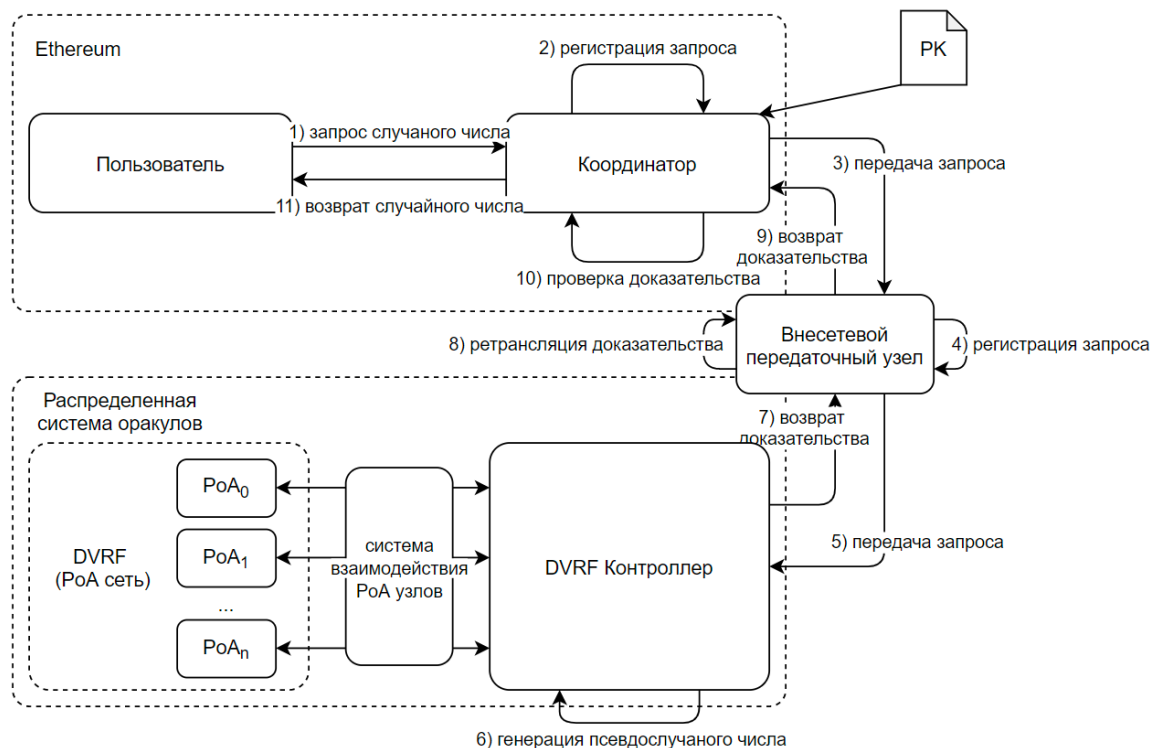 Ethereum
2) регистрация запроса
PK
Пользователь
1) запрос случаного числа
Координатор
3) передача запроса
11) возврат случайного числа
9) возврат
доказательства
10) проверка доказательства
Внесетевой
передаточный узел
8) ретрансляция доказательства
4) регистрация запроса
Распределенная
система оракулов
7) возврат
доказательства
PoA0
DVRF
(PoA сеть)
PoA1
...
PoAn
система
взаимодействия
PoA узлов
DVRF Контроллер
5) передача запроса
6) генерация псевдослучаного числа